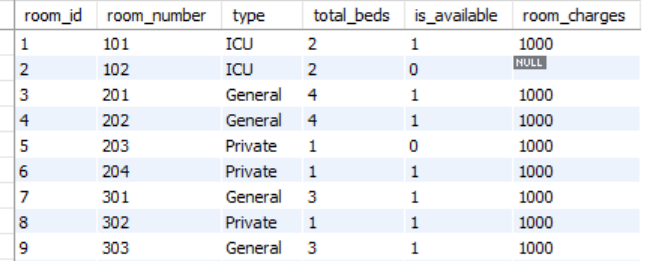 room_id room_number type total_beds is_available room_charges
1 101 ICU 2 1 1000
2 102 ICU 2 0 NULL
3 201 General 4 1 1000
4 202 General 4 1 1000
5 203 Private 1 0 1000
6 204 Private 1 1 1000
7 301 General 3 1 1000
8 302 Private 1 1 1000
9 303 General 3 1 1000